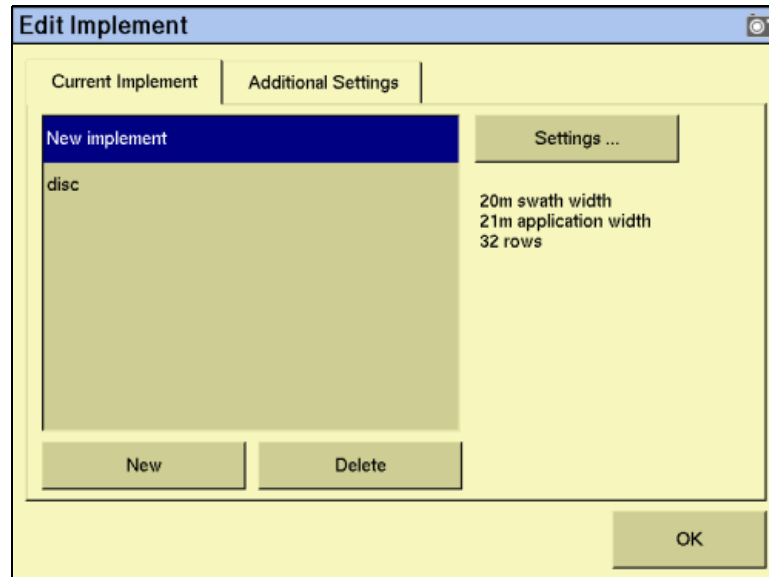 Edit Implement
Current Implement
Additional Settings
New implement
disc
Settings ...
20m swath width
21m application width
32 rows
New
Delete
OK